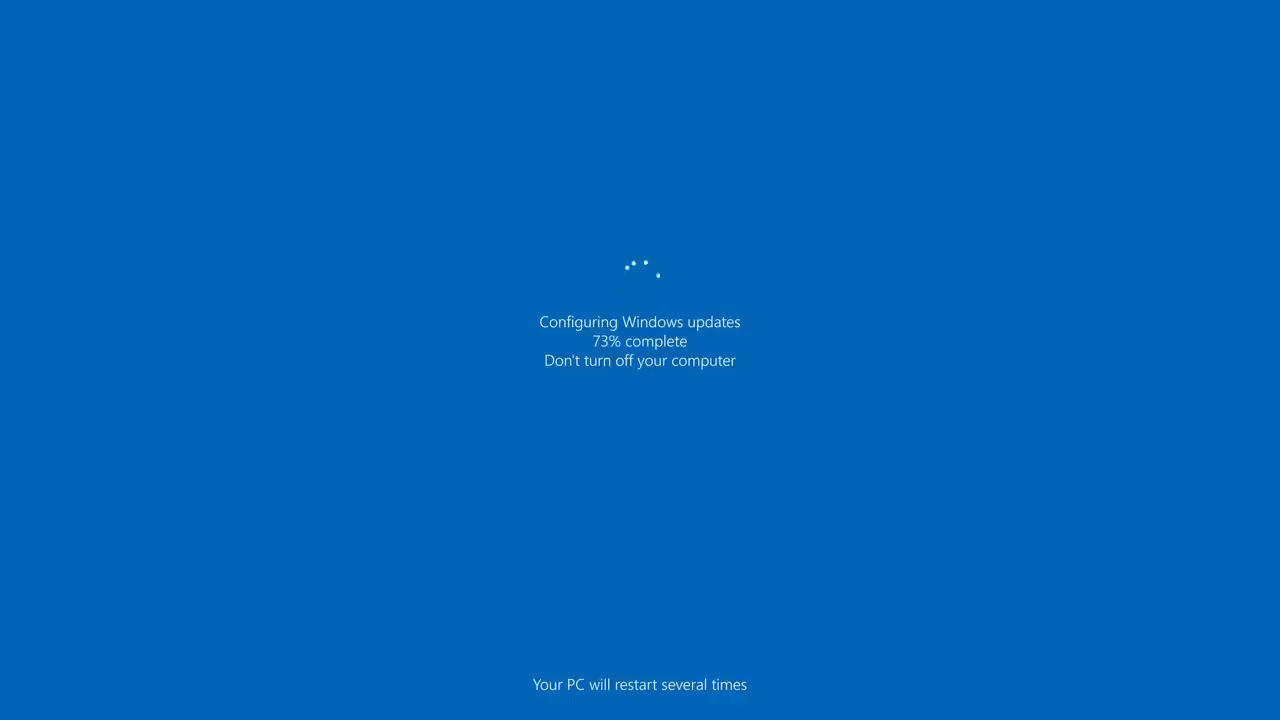 Configuring Windows updates
73% complete
Don't turn off your computer
Your PC will restart several times